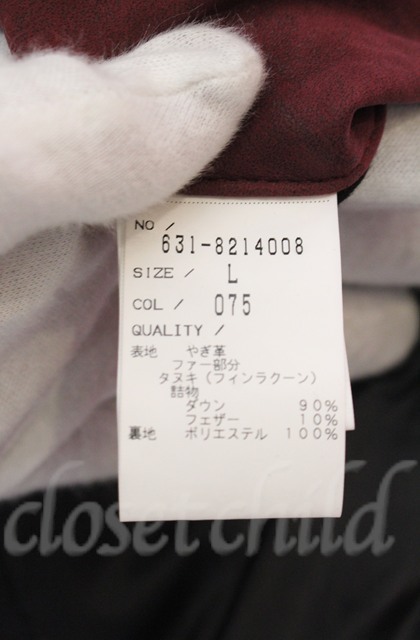 NO /
631-8214008
SIZE / L
COL / 075
QUALITY /
表地 やぎ革
ファー部分
タヌキ(フィンラクーン)
詰物
ダウン 90%
フェザー 10%
裏地 ポリエステル 100%
closet child